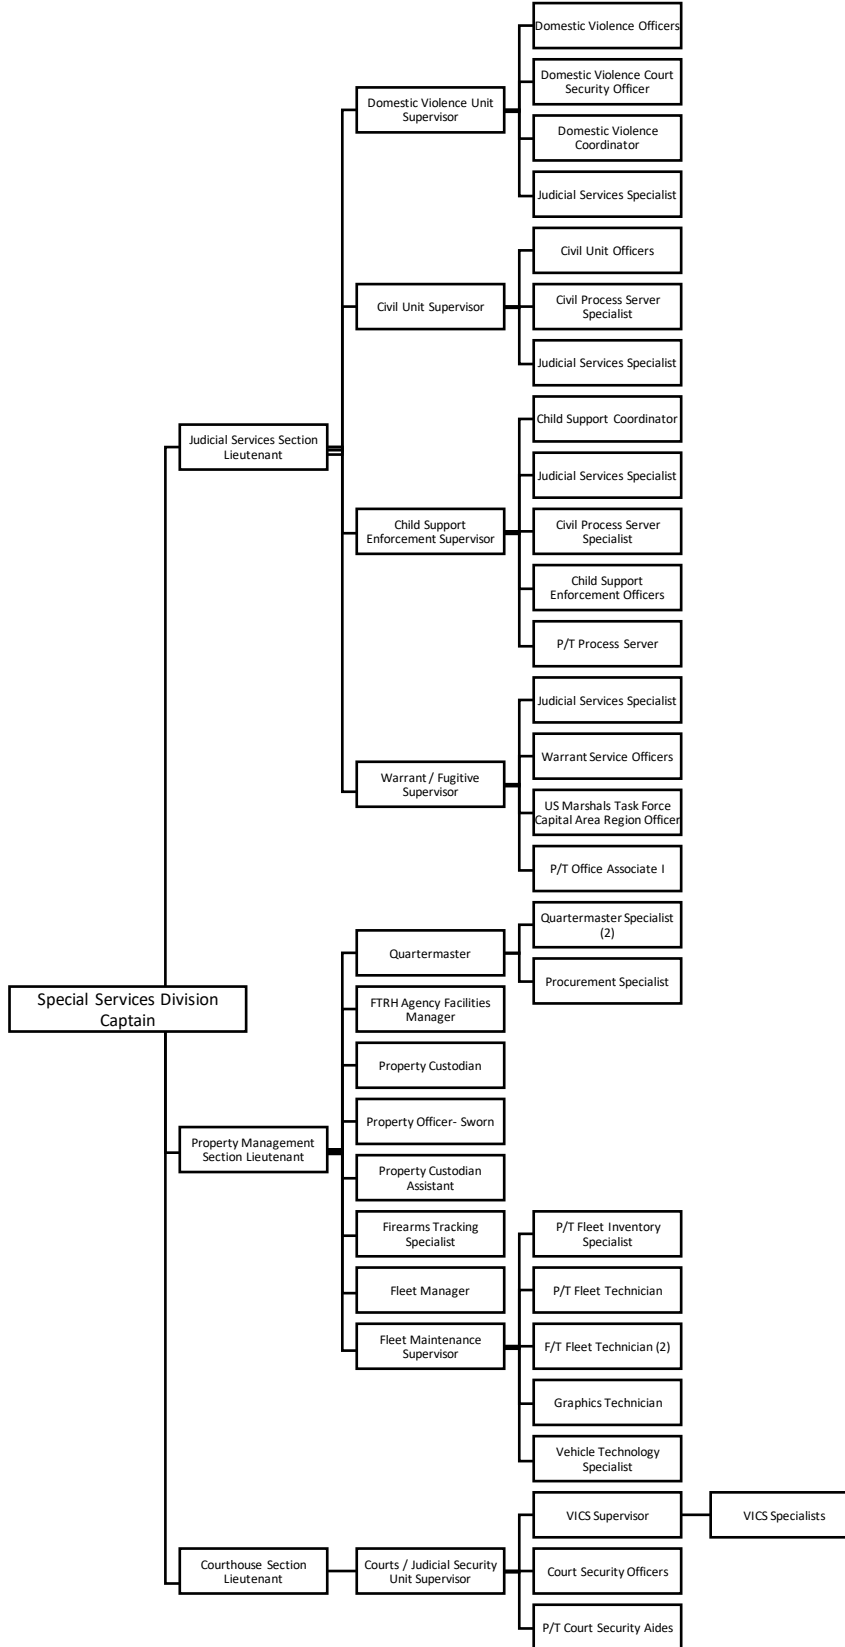 Domestic Violence Officers
Domestic Violence Court
Security Officer
Domestic Violence Unit
Supervisor
Domestic Violence
Coordinator
Judicial Services Specialist
Civil Unit Officers
Civil Unit Supervisor
Civil Process Server
Specialist
Judicial Services Specialist
Child Support Coordinator
Judicial Services Section
Lieutenant
Judicial Services Specialist
Child Support
Enforcement Supervisor
Civil Process Server
Specialist
Child Support
Enforcement Officers
P/T Process Server
Judicial Services Specialist
Warrant Service Officers
Warrant / Fugitive
Supervisor
US Marshals Task Force
Capital Area Region Officer
P/T Office Associate I
Quartermaster Specialist
(2)
Quartermaster
Procurement Specialist
Special Services Division
Captain
FTRH Agency Facilities
Manager
Property Custodian
Property Officer- Sworn
Property Management
Section Lieutenant
Property Custodian
Assistant
Firearms Tracking
Specialist
P/T Fleet Inventory
Specialist
Fleet Manager
P/T Fleet Technician
Fleet Maintenance
Supervisor
F/T Fleet Technician (2)
Graphics Technician
Vehicle Technology
Specialist
VICS Supervisor
VICS Specialists
Courthouse Section
Lieutenant
Courts / Judicial Security
Unit Supervisor
Court Security Officers
P/T Court Security Aides